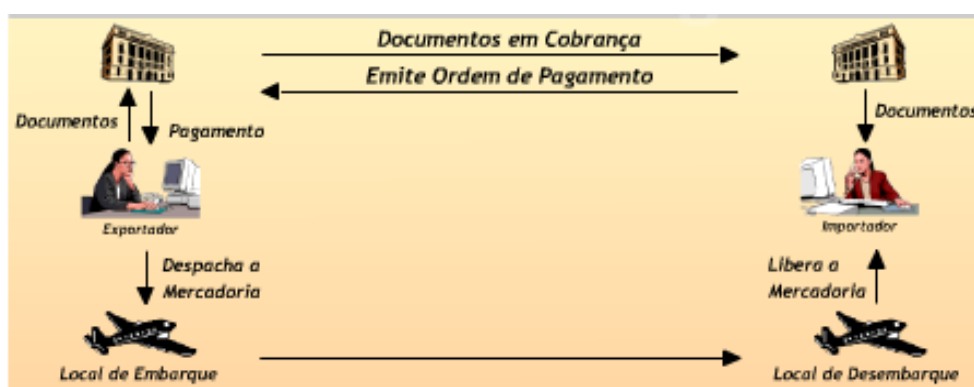 Documentos em Cobrança
Emite Ordem de Pagamento
Documentos
Pagamento
Documentos
Exportador
Importador
Despacha a
Mercadoria
Libera a
Mercadoria
Local de Embarque
Local de Desembarque